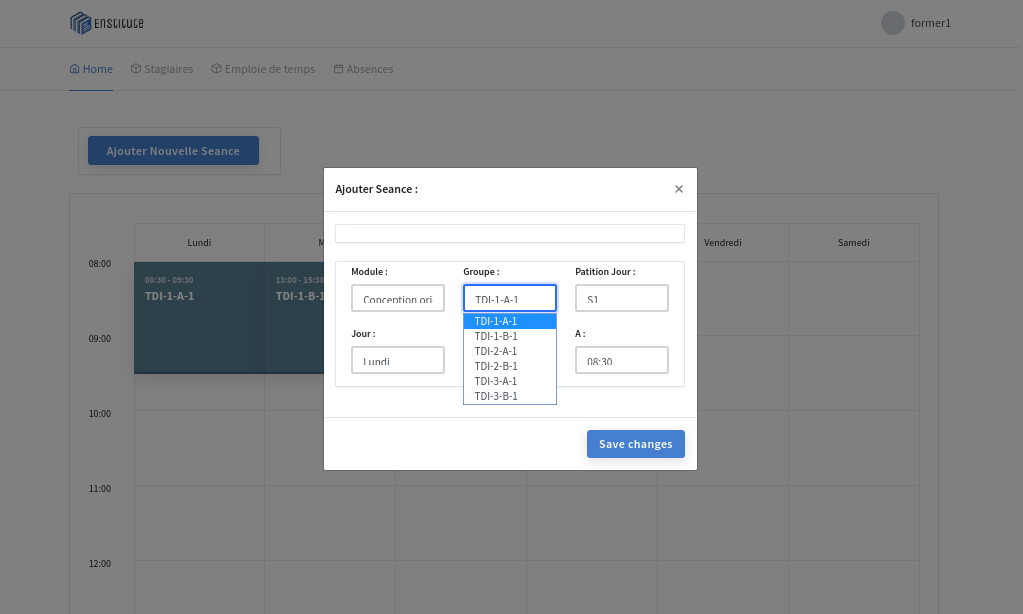 ENSTITUTE
former1
Home
Stagiaires
Emploie de temps
Absences
Ajouter Nouvelle Seance
Lundi
M
Vendredi
Samedi
08:00
08:30 - 09:30
TDI-1-A-1
13:00 - 15:30
TDI-1-B-1
09:00
10:00
11:00
12:00
Ajouter Seance :
×
Module :
Groupe :
Patition Jour :
Conception ori
TDI-1-A-1
S1
TDI-1-A-1
TDI-1-B-1
TDI-2-A-1
TDI-2-B-1
TDI-3-A-1
TDI-3-B-1
Jour :
A :
Lundi
08:30
Save changes